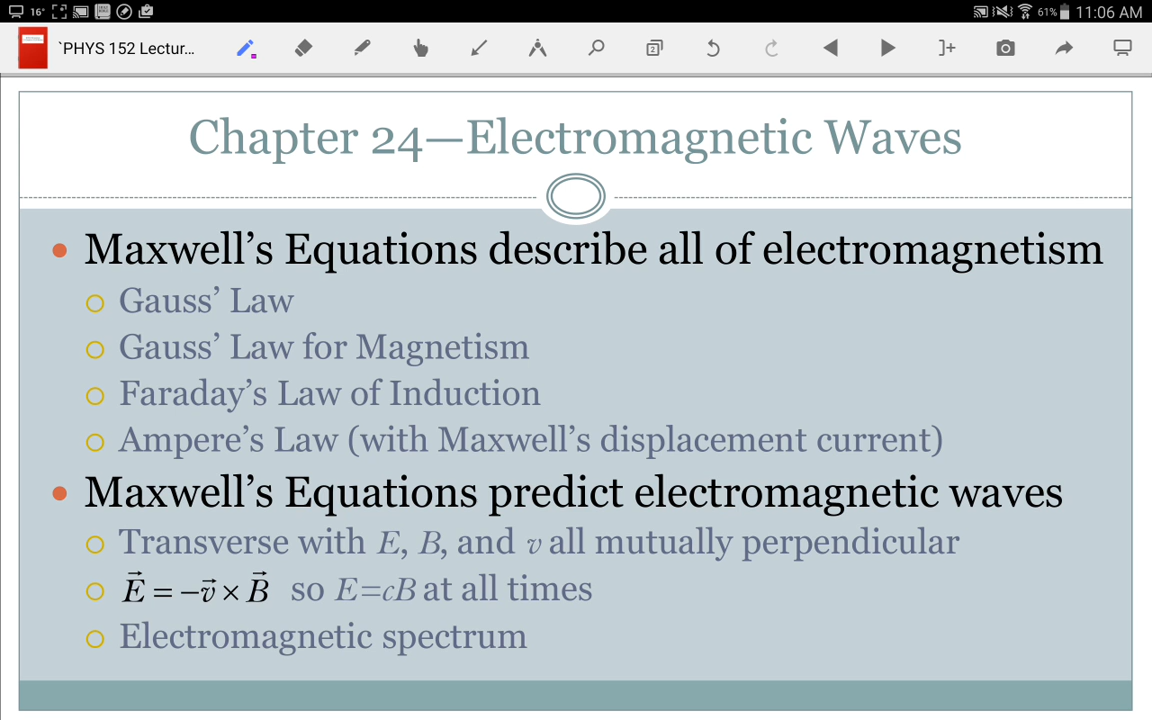 16°
61% 11:06 AM
`PHYS 152 Lectur...
2
Chapter 24—Electromagnetic Waves
Maxwell’s Equations describe all of electromagnetism
Gauss’ Law
Gauss’ Law for Magnetism
Faraday’s Law of Induction
Ampere’s Law (with Maxwell’s displacement current)
Maxwell’s Equations predict electromagnetic waves
Transverse with E, B, and v all mutually perpendicular
E⃗ = −v⃗ × B⃗ so E=cB at all times
Electromagnetic spectrum